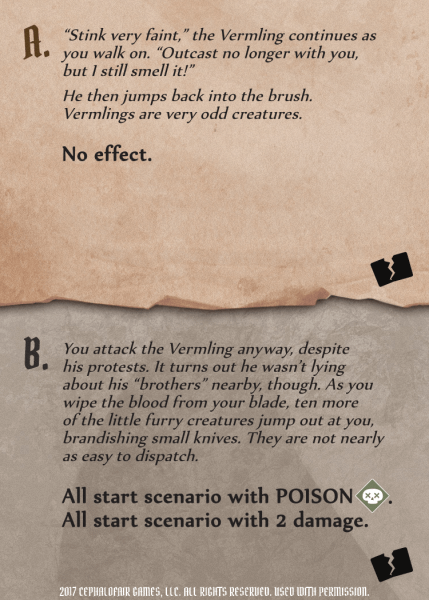 A.
“Stink very faint,” the Vermling continues as
you walk on. “Outcast no longer with you,
but I still smell it!”
He then jumps back into the brush.
Vermlings are very odd creatures.
No effect.
B.
You attack the Vermling anyway, despite
his protests. It turns out he wasn’t lying
about his “brothers” nearby, though. As you
wipe the blood from your blade, ten more
of the little furry creatures jump out at you,
brandishing small knives. They are not nearly
as easy to dispatch.
All start scenario with POISON .
All start scenario with 2 damage.
2017 CEPHALOFAIR GAMES, LLC. ALL RIGHTS RESERVED. USED WITH PERMISSION.